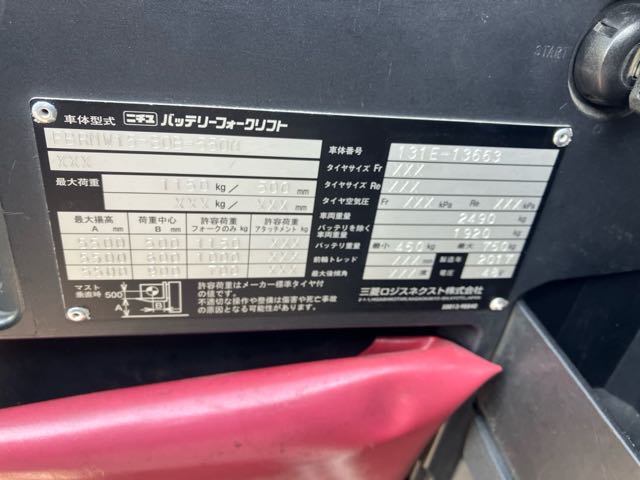 START
車体型式 ニチユ バッテリーフォークリフト
車体番号 131E-13663
XXX
タイヤサイズ Fr XXX
最大荷重 1150 kg/ 500 mm
タイヤサイズ Re XXX
XXX kg/ XXX mm
タイヤ空気圧 Fr XXX kPa Re XXX kPa
車両重量 2490 kg
バッテリを除く車両重量 1920 kg
バッテリ重量 最小 450 kg 最大 750 kg
前輪トレッド XXX mm 製造年 2017
最大後傾角 XXX 度 電圧 48V
最大揚高 A mm 荷重中心 B mm 許容荷重 フォークのみ kg 許容荷重 アタッチメント kg
5500 500 1150 XXX
5500 600 1000 XXX
5500 800 700 XXX
マスト垂直時 500 A B
許容荷重はメーカー標準タイヤ付
の値です。
不適切な操作や整備は傷害や死亡事故
の原因となる可能性があります。
三菱ロジスネクスト株式会社